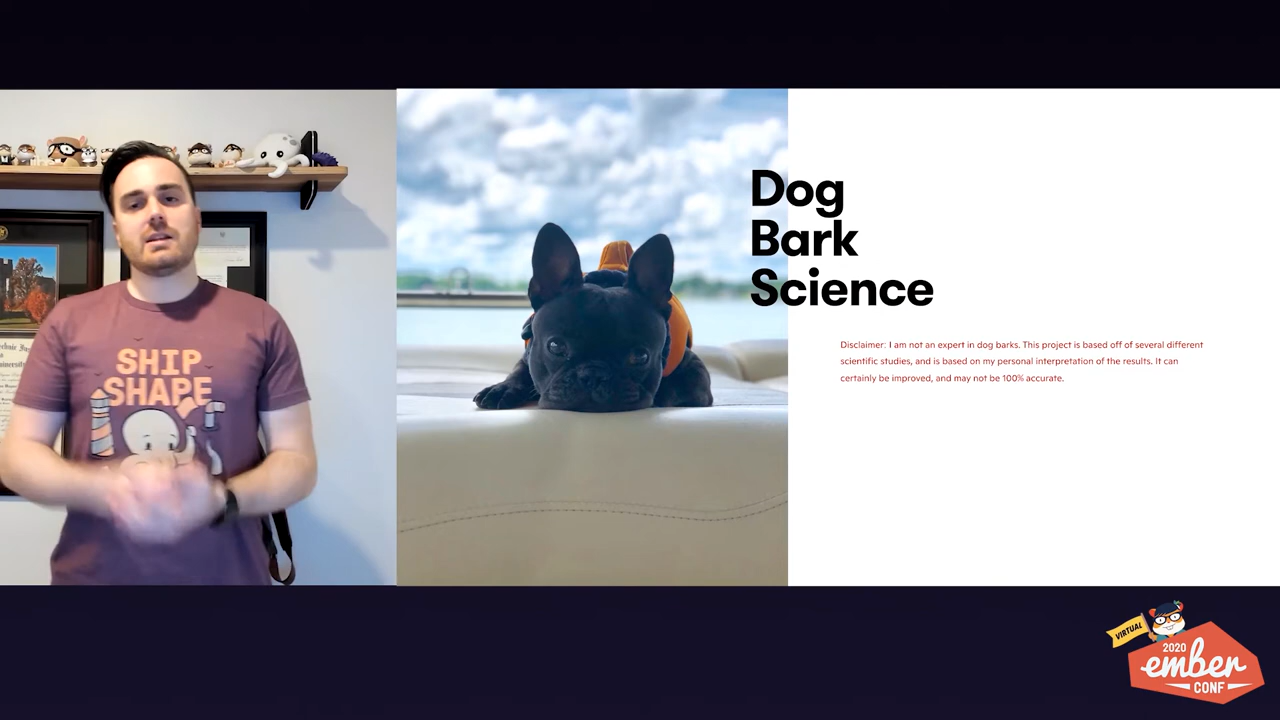 SHIP
SHAPE
Dog
Bark
Science
Disclaimer: I am not an expert in dog barks. This project is based off of several different
scientific studies, and is based on my personal interpretation of the results. It can
certainly be improved, and may not be 100% accurate.
VIRTUAL
2020
ember
CONF